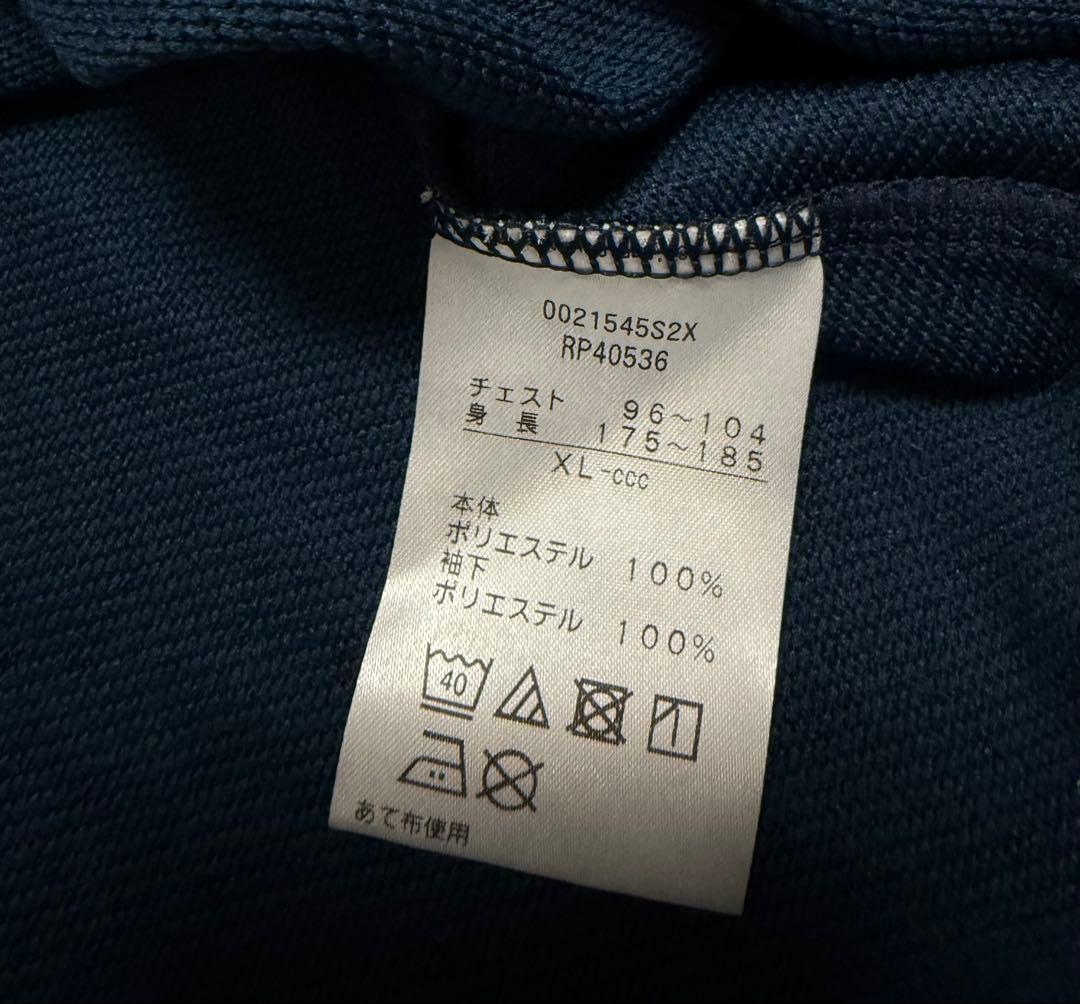 0021545S2X
RP40536
チェスト 96～104
身長 175～185
XL-ccc
本体
ポリエステル 100%
袖下
ポリエステル 100%
40
あて布使用